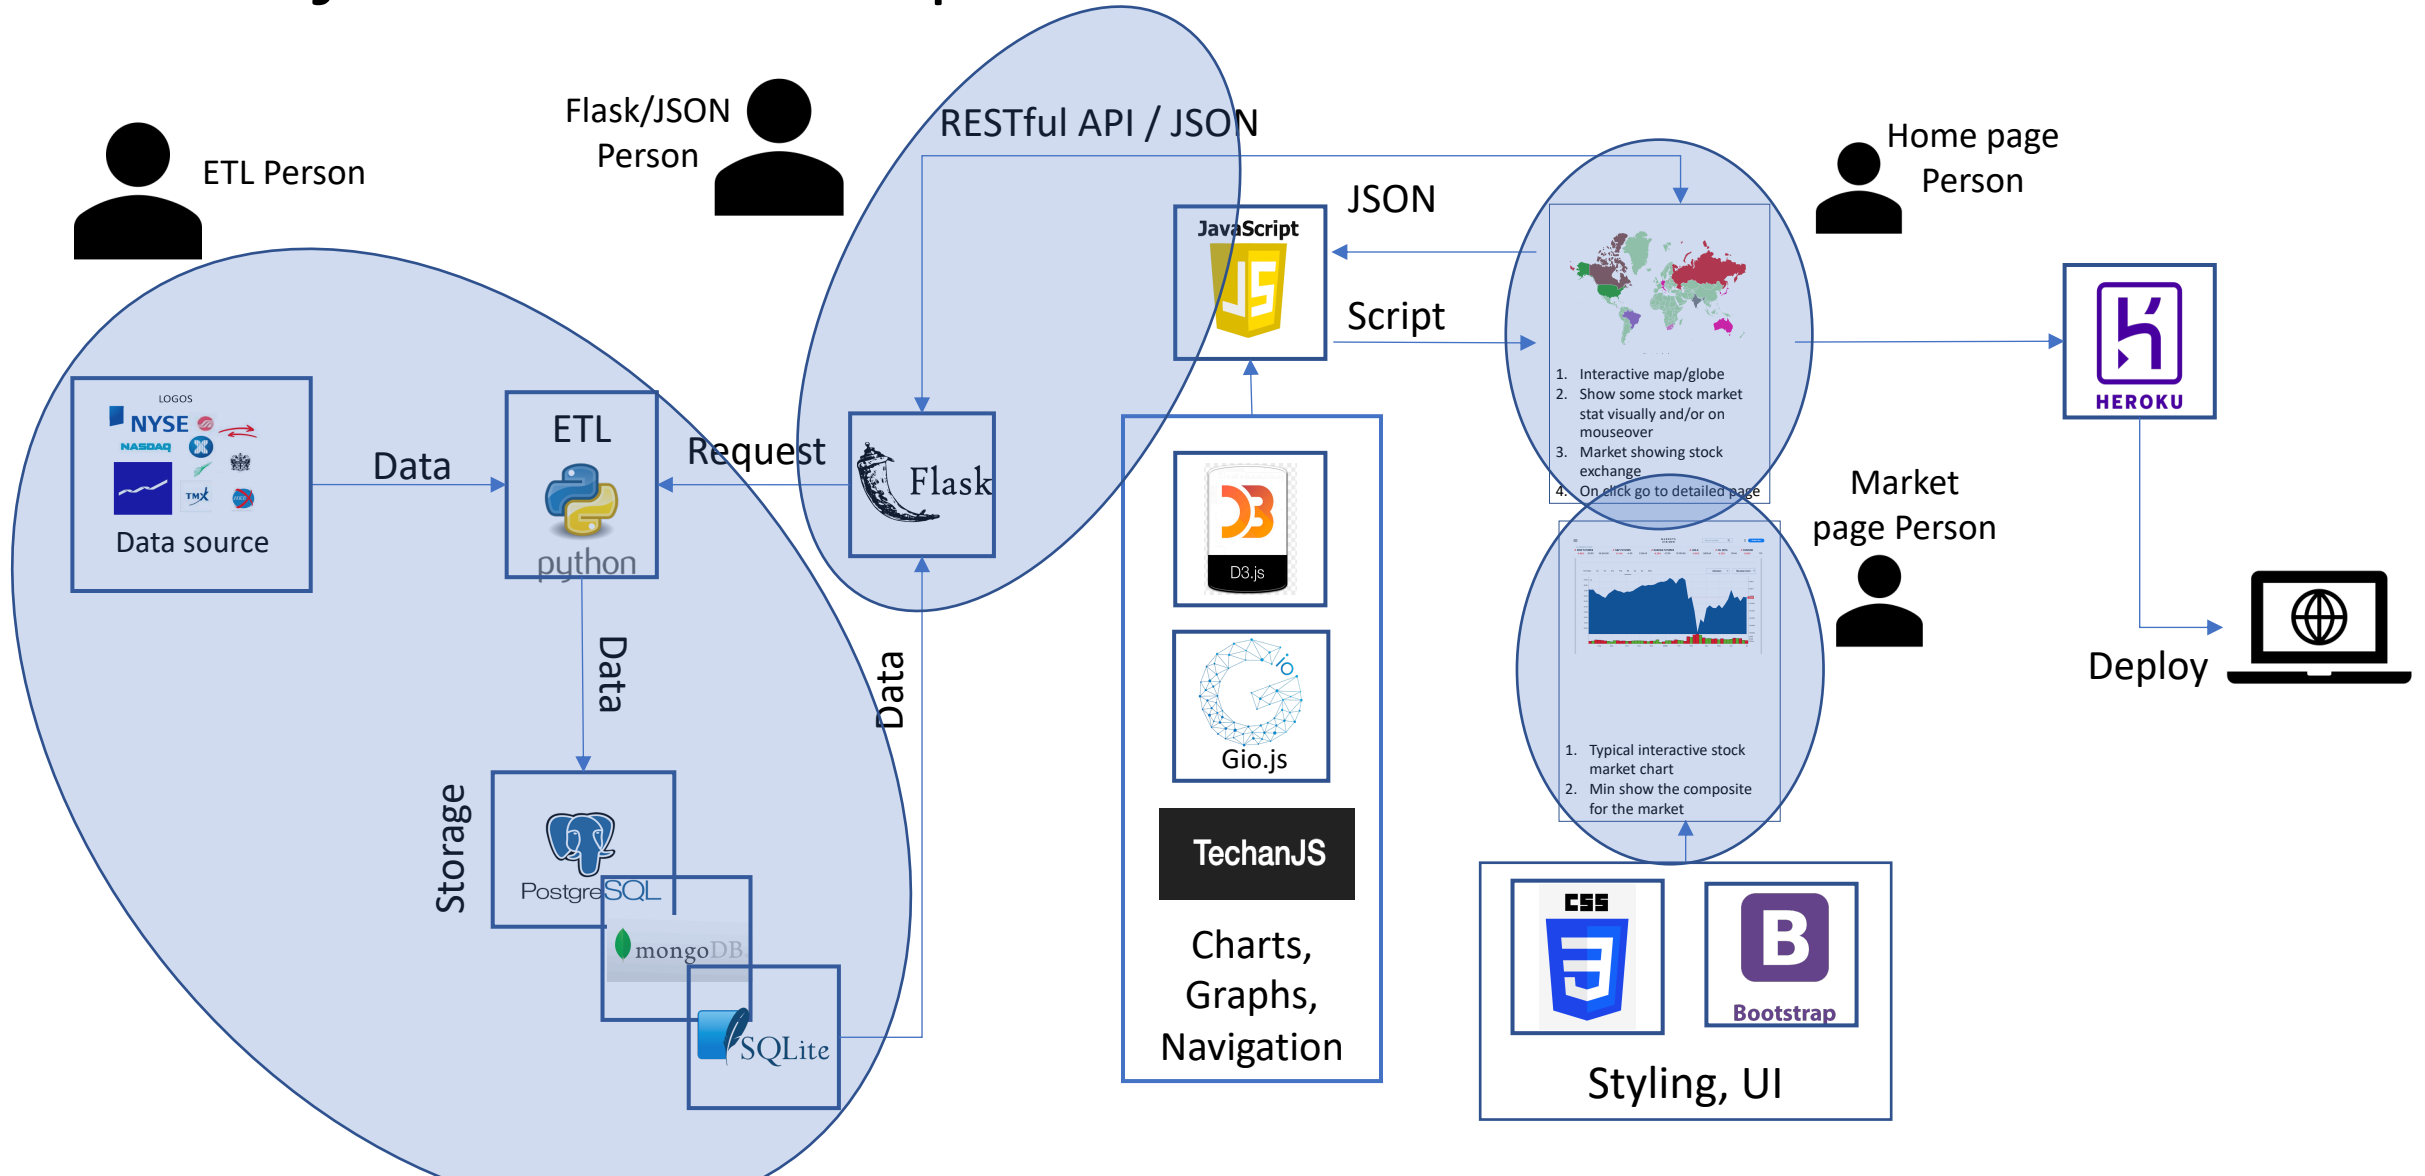 ETL Person
Flask/JSON
Person
RESTful API / JSON
Home page
Person
JSON
JavaScript
JS
Script
HEROKU
1. Interactive map/globe
2. Show some stock market
stat visually and/or on
mouseover
3. Market showing stock
exchange
4. On click go to detailed page
LOGOS
NYSE
NASDAQ
TMX
Data source
Data
ETL
python
Request
Flask
D3.js
Market
page Person
Data
Data
io
Gio.js
Deploy
Storage
PostgreSQL
mongoDB
SQLite
TechanJS
Charts,
Graphs,
Navigation
1. Typical interactive stock
market chart
2. Min show the composite
for the market
CSS
B
Bootstrap
Styling, UI